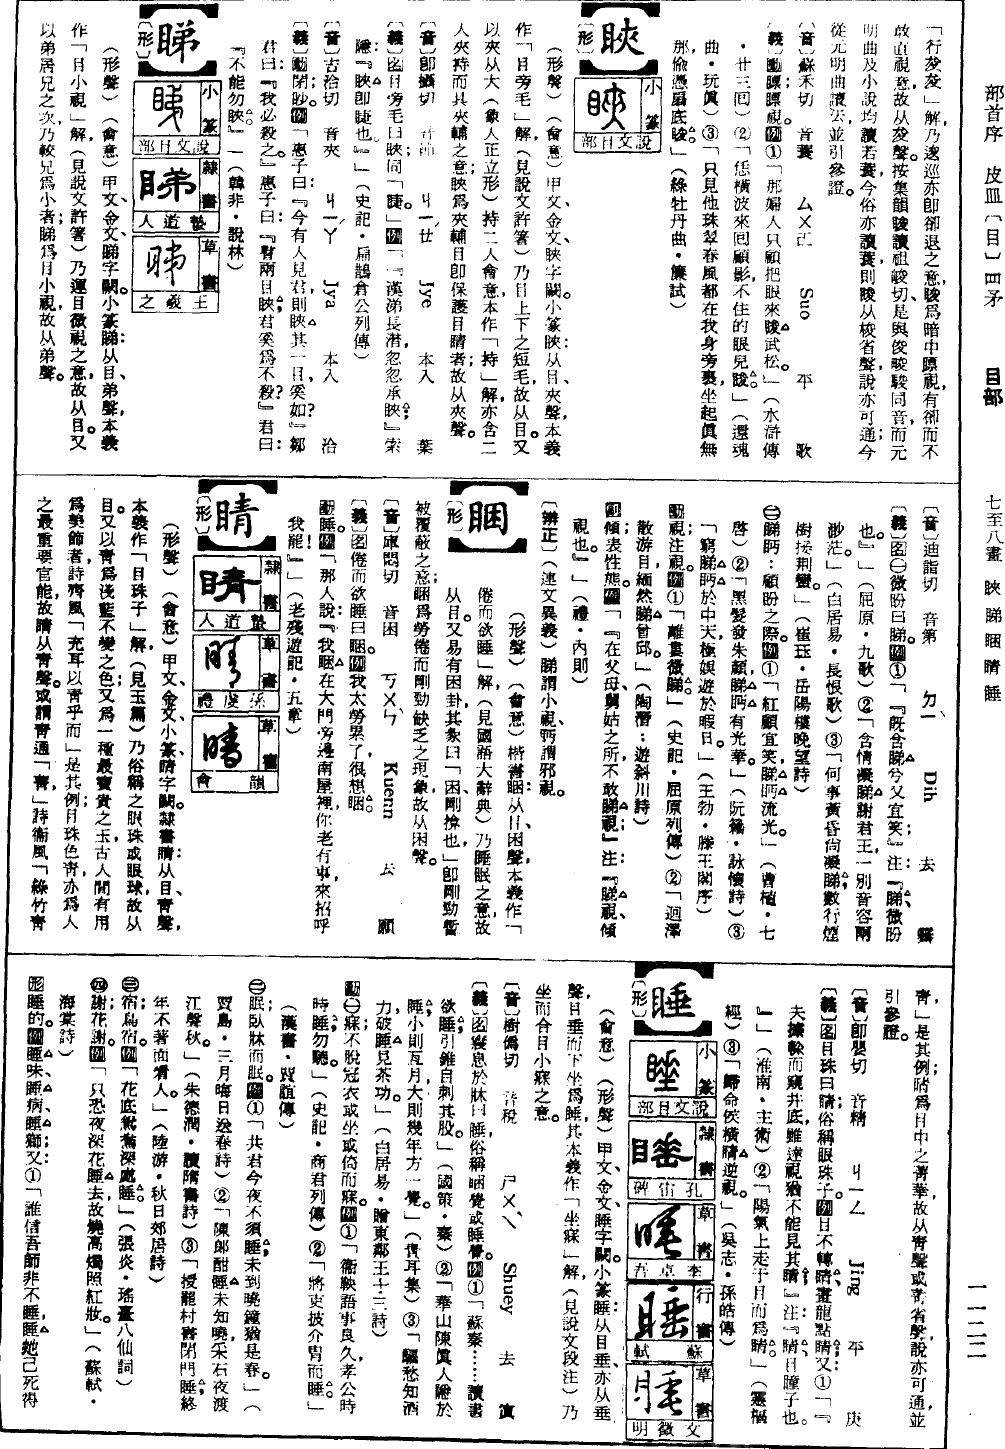 部首序　皮皿〔目〕四矛　目部　七至八畫　䀹睇睏睛睡　一一二二
「行夋夋」解,乃逡巡亦卽卻退之意,睃爲暗中瞟視,有卻而不
敢直視意,故从夋聲。按集韻睃讀祖峻切,是與俊畯駿同音,而元
明曲及小說均讀若蓑,今俗亦讀蓑,則睃从梭省聲,說亦可通;今
從元明曲讀法,並引參證。
〔音〕蘇禾切　音蓑　ㄙㄨㄛ　Suo　平　歌
〔義〕動瞟視。例①「那婦人只顧把眼來睃武松。」(水滸傳
・廿三回)②「恁橫波來回顧影不住的眼兒睃。」(還魂
曲・玩眞)③「只見他珠翠春風都在我身旁裹,坐起眞無
那,偷憑扇底睃。」(綠牡丹曲・簾試)
䀹
〔形〕
小篆　說文目部
(形聲)(會意)甲文、金文䀹字闕。小篆䀹:从目、夾聲,本義
作「目旁毛」解(見說文許箸),乃目上下之短毛,故从目。又
以夾从大(象人正立形)持二人會意,本作「持」解,亦含二
人夾持而其夾輔之意,䀹爲夾輔目卽保護目睛者,故从夾聲。
〔音〕卽攝切　ㄐㄧㄝ　Jye　本入　葉
〔義〕名目旁毛曰䀹,同「睫」。例「『漢涕長潸,忽忽承䀹』索
隱:『䀹卽睫也』」(史記・扁鵲倉公列傳)
〔音〕古洽切　音夾　ㄐㄧㄚ　Jya　本入　洽
〔義〕動閉眇。例「惠子曰:『今有人見君,則䀹其一目,奚如?』鄒
君曰:『我必殺之。』惠子曰:『瞽兩目䀹,君奚爲不殺?』君曰:
『不能勿䀹』」(韓非・說林)
睇
〔形〕
小篆　說文目部
隸書　墊道人
草書　王羲之
(形聲)(會意)甲文、金文睇字闕。小篆睇:从目、弟聲,本義
作「目小視」解(見說文許箸),乃還目微視之意,故从目。又
以弟居兄之次,乃較兄爲小者;睇爲目小視,故从弟聲。
〔音〕迪詣切　音第　ㄉㄧˋ　Dih　去　霽
〔義〕名㊀微盼曰睇。例①「『旣含睇兮又宜笑』注:『睇,微盼
也。』」(屈原・九歌)②「含情凝睇謝君王,一別音容兩
渺茫。」(白居易・長恨歌)③「何事黃昏尚凝睇,數行煙
樹接荊蠻。」(崔珏・岳陽樓晚望詩)
㊁睇眄:顧盼之際。例①「紅顏宜笑,睇眄流光。」(曹植・七
啓)②「黑髮發朱顏,睇眄有光華。」(阮籍・詠懷詩)③
「窮睇眄於中天,極娛遊於暇日。」(王勃・滕王閣序)
動視,注視。例①「離婁微睇。」(史記・屈原列傳)②「迥澤
散游目,緬然睇曾邱。」(陶潛:遊斜川詩)
副傾表性態。例「『在父母舅姑之所不敢睇視』注:『睇視,傾
視也。』」(禮・內則)
〔辨正〕(連文異義)睇謂小視,眄謂邪視。
睏
〔形〕
(形聲)(會意)楷書睏:从目、困聲,本義作「
倦而欲睡」解(見國語大辭典),乃睡眠之意,故
从目。又易有困卦,其彖曰:「困,剛揜也」,卽剛勁暫
被覆蔽之意,睏爲勞倦而剛勁缺乏之現象,故从困聲。
〔音〕庫悶切　音困　ㄎㄨㄣˋ　Kuenn　去　願
〔義〕名倦而欲睡曰睏。例我太勞累了,很想睏。
動睡。例「那人說:『我睏在大門旁邊南屋裡,你老有事來招呼
我罷!』」(老殘遊記・五章)
睛
〔形〕
隸書　墊道人
草書　孫虔禮
草書　韻會
(形聲)(會意)甲文、金文、小篆睛字闕。隸書睛:从目、青聲,
本義作「目珠子」解(見玉篇),乃俗稱之眼珠或眼球,故从
目。又以青爲淺藍不變之色,又爲一種最寶貴之玉,古人間有用
爲美飾者,詩齊風「充耳以青乎而」是其例;目珠色青,亦爲人
之最重要官能,故睛从青聲。或謂青通「菁」,詩衛風「綠竹青
青」是其例;睛爲目中之菁華,故从青聲或菁省聲,說亦可通,並
引參證。
〔音〕卽嬰切　音精　ㄐㄧㄥ　Jing　平　庚
〔義〕名目珠曰睛,俗稱眼珠子。例目不轉睛,畫龍點睛。又①「『
夫據榦而窺井底,雖達視猶不能見其睛。』注『睛,目瞳子也。
』」(淮南・主術)②「陽氣上走于目而爲睛。」(靈樞
經)③「歸命侯橫睛逆視。」(吳志・孫皓傳)
睡
〔形〕
小篆　說文目部
隸書　孔宙碑
草書　李卓吾
行書　蘇軾
草書　文徵明
(會意)(形聲)甲文、金文睡字闕。小篆睡:从目垂、亦从垂
聲,目垂而下坐爲睡,其本義作「坐寐」解(見說文段注),乃
坐而合目小寐之意。
〔音〕樹僞切　音稅　ㄕㄨㄟˋ　Shuey　去　寘
〔義〕名寢息於牀曰睡,俗稱睏覺或睡覺。例①「蘇秦……讀書
欲睡,引錐自刺其股。」(國策・秦)②「華山陳眞人隱於
睡,小則亙月,大則幾年方一覺。」(貴耳集)③「驅愁知酒
力,破睡見茶功。」(白居易・贈東鄰王十三詩)
動㊀寐,不脫冠衣或坐或倚而寐。例①「衞鞅語事良久,孝公時
時睡,勿聽。」(史記・商君列傳)②「將吏披介冑而睡。」
(漢書・賈誼傳)
㊁眠,臥牀而眠。例①「共君今夜不須睡,未到曉鐘猶是春。」(
賈島・三月晦日送春詩)②「陳郎酣睡未知曉,采石夜渡
江聲秋。」(朱德潤・讀隋書詩)③「授罷村書閉門睡,終
年不著面看人。」(陸游・秋日郊居詩)
㊂宿,鳥宿。例「花底鴛鴦深處睡。」(張炎・瑤臺八仙詞)
㊃謝,花謝。例「只恐夜深花睡去,故燒高燭照紅妝。」(蘇軾・
海棠詩)
形睡的。例睡味、睡病、睡獅;又①「誰信吾師非不睡,睡虵已死得